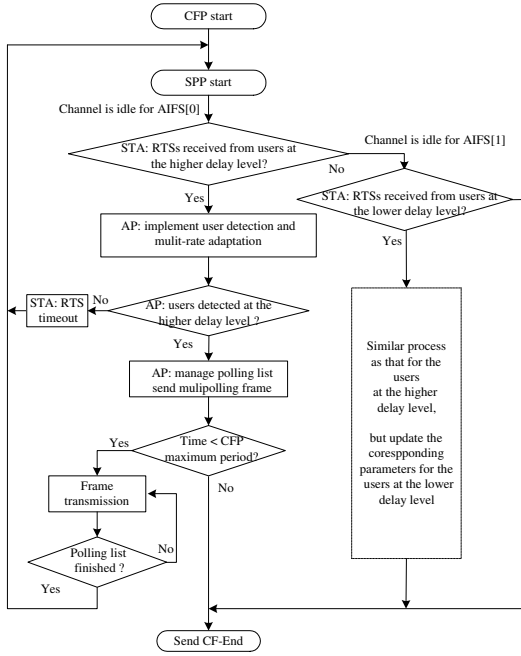 CFP start
SPP start
Channel is idle for AIFS[0]
STA: RTSs received from users at
the higher delay level?
Channel is idle for AIFS[1]
No
STA: RTSs received from users at
the lower delay level?
Yes
Yes
AP: implement user detection and
mulit-rate adaptation
STA: RTS
timeout
No
AP: users detected at the
higher delay level ?
Yes
AP: manage polling list
send mulipolling frame
Similar process
as that for the
users
at the higher
delay level,
but update the
corespponding
parameters for the
users at the lower
delay level
Yes
Time < CFP
maximum period?
No
Frame
transmission
Polling list
finished ?
No
Yes
Send CF-End